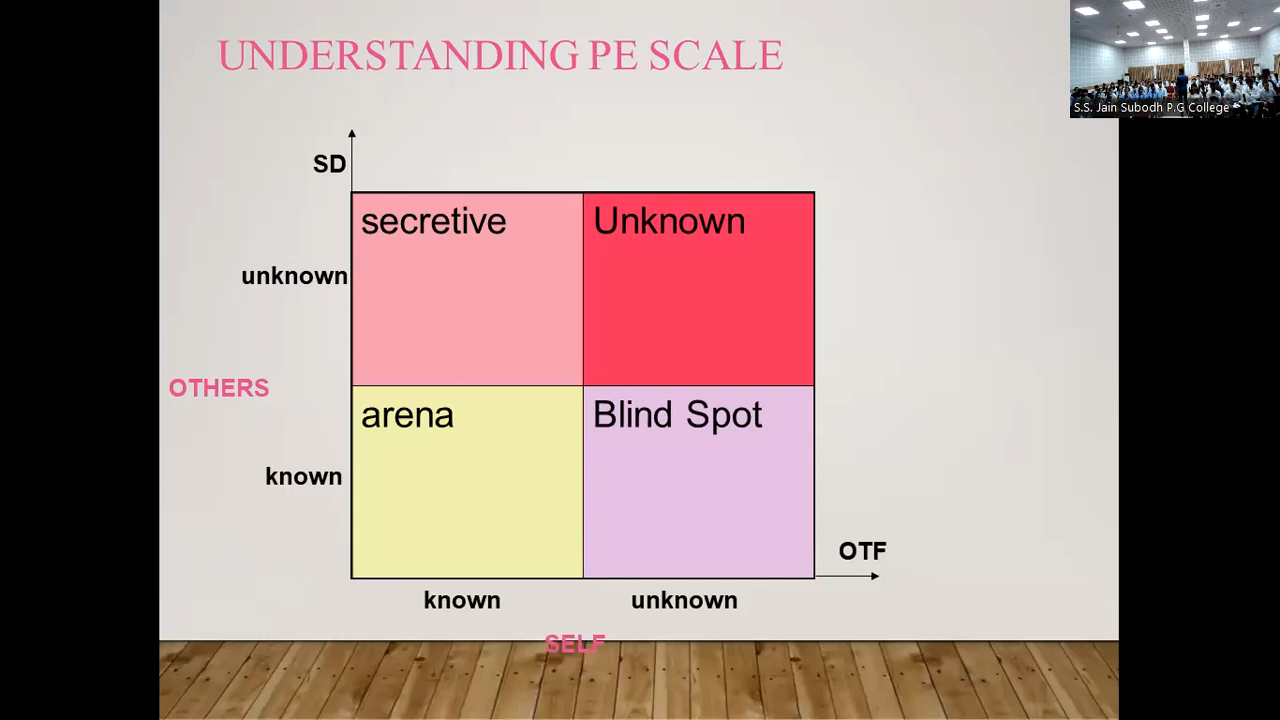 UNDERSTANDING PE SCALE
S.S. Jain Subodh P.G College
SD
secretive
Unknown
unknown
OTHERS
arena
Blind Spot
known
OTF
known
unknown
SELF